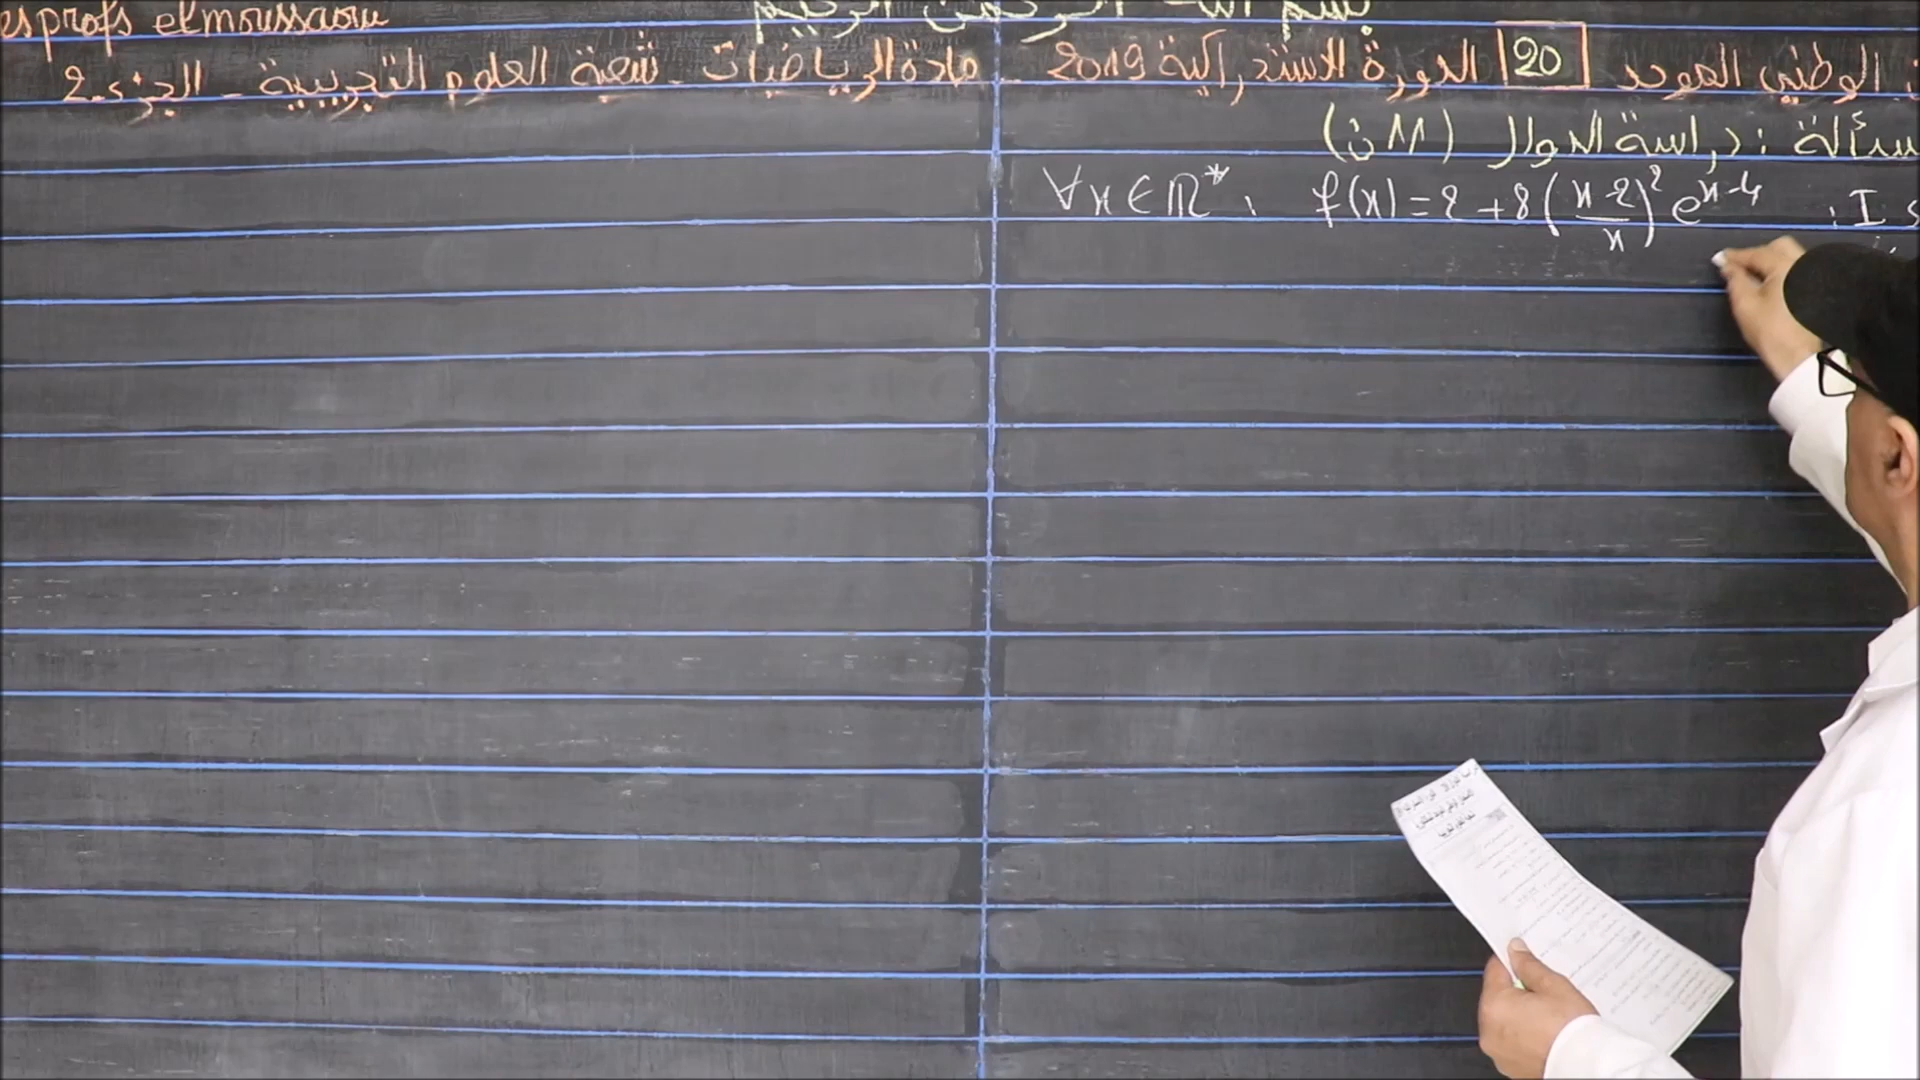 esprofs elmoussaoui
بسم الله الرحمن الرحيم
الوطني الموحد 20 الدورة الاستدراكية 2019 - مادة الرياضيات - شعبة العلوم التجريبية - الجزء 2
دراسة الدوال (11 ن)
I: f(x) = 2 + 8 ((x-2)/x)² e^(x-4) : ∀x ∈ ℝ*